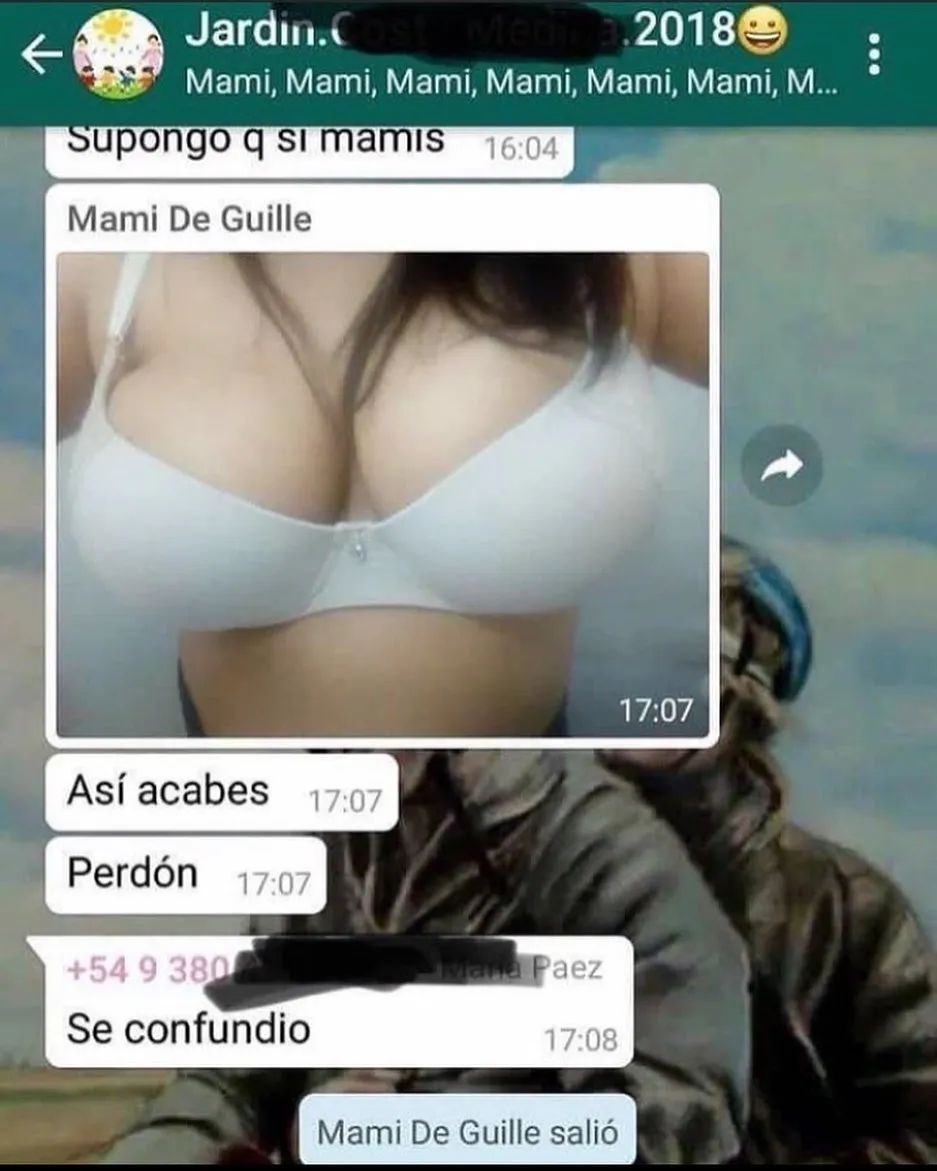 Jardin. .2018
Mami, Mami, Mami, Mami, Mami, Mami, M...
Supongo q si mamis 16:04
Mami De Guille
17:07
Así acabes 17:07
Perdón 17:07
+54 9 380 Paez
Se confundio 17:08
Mami De Guille salió